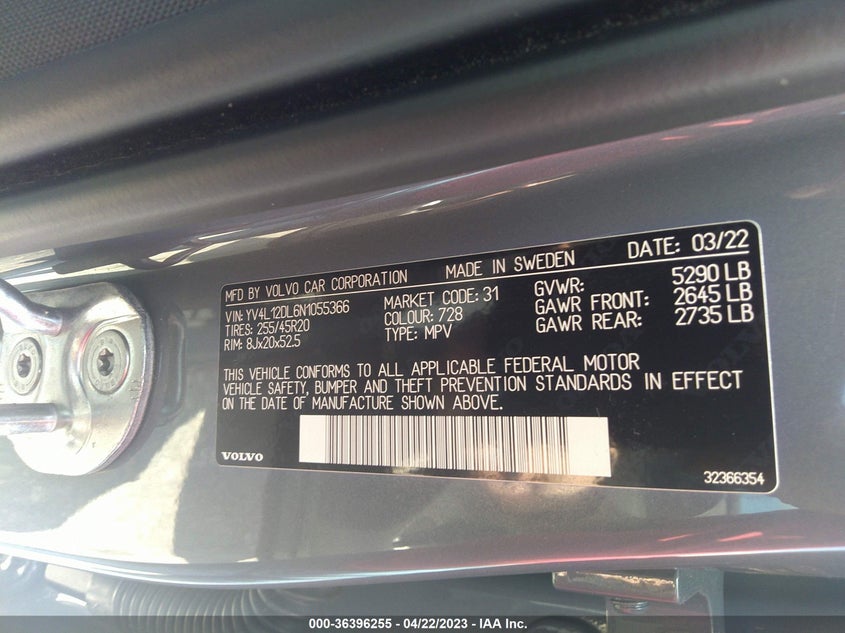 MFD BY VOLVO CAR CORPORATION MADE IN SWEDEN DATE: 03/22
VIN: YV4L12DL6N1055366 MARKET CODE: 31 GVWR: 5290 LB
TIRES: 255/45R20 COLOUR: 728 GAWR FRONT: 2645 LB
RIM: 8Jx20x52.5 TYPE: MPV GAWR REAR: 2735 LB
THIS VEHICLE CONFORMS TO ALL APPLICABLE FEDERAL MOTOR
VEHICLE SAFETY, BUMPER AND THEFT PREVENTION STANDARDS IN EFFECT
ON THE DATE OF MANUFACTURE SHOWN ABOVE.
VOLVO 32366354
000-36396255 - 04/22/2023 - IAA Inc.